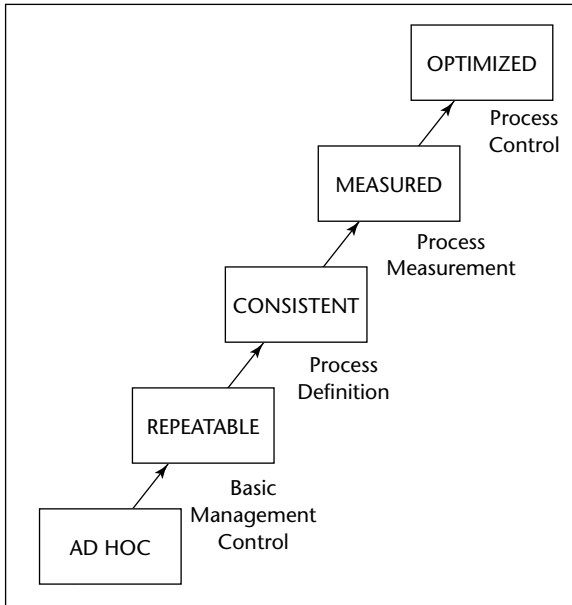 OPTIMIZED
Process
Control
MEASURED
Process
Measurement
CONSISTENT
Process
Definition
REPEATABLE
Basic
Management
Control
AD HOC